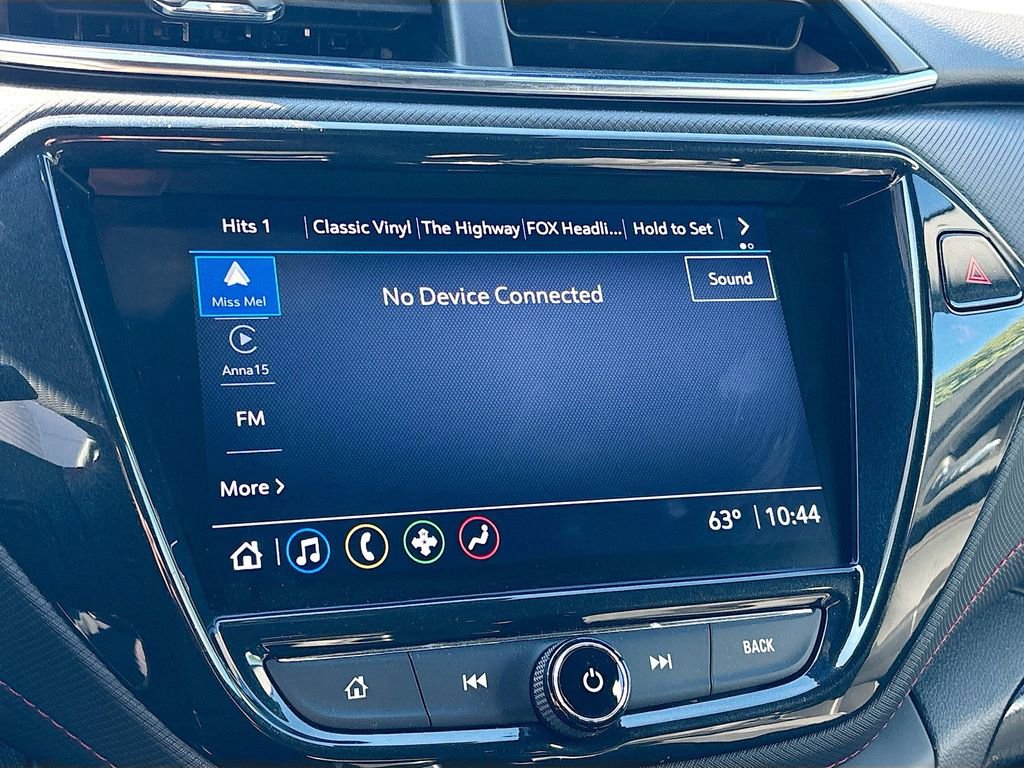 Hits 1 Classic Vinyl The Highway FOX Headli... Hold to Set
Miss Mel
No Device Connected
Sound
Anna15
FM
More
63° 10:44
BACK